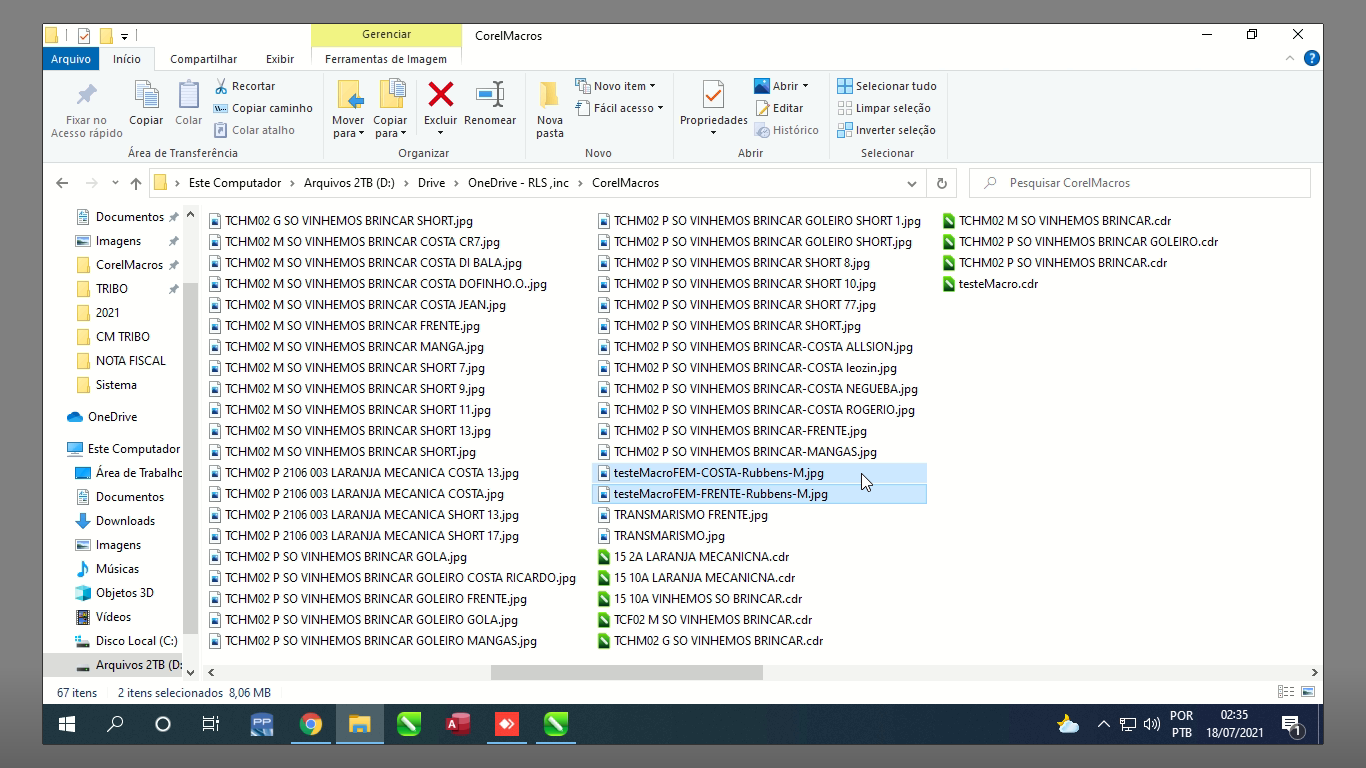 Gerenciar
CorelMacros
Arquivo
Início
Compartilhar
Exibir
Ferramentas de Imagem
Fixar no
Acesso rápido
Copiar
Colar
Recortar
Copiar caminho
Colar atalho
Área de Transferência
Mover
para
Copiar
para
Excluir
Renomear
Organizar
Nova
pasta
Novo item
Fácil acesso
Novo
Propriedades
Abrir
Editar
Histórico
Abrir
Selecionar tudo
Limpar seleção
Inverter seleção
Selecionar
Este Computador
Arquivos 2TB (D:)
Drive
OneDrive - RLS ,inc
CorelMacros
Pesquisar CorelMacros
Documentos
Imagens
CorelMacros
TRIBO
2021
CM TRIBO
NOTA FISCAL
Sistema
OneDrive
Este Computador
Área de Trabalho
Documentos
Downloads
Imagens
Músicas
Objetos 3D
Vídeos
Disco Local (C:)
Arquivos 2TB (D:
TCHM02 G SO VINHEMOS BRINCAR SHORT.jpg
TCHM02 M SO VINHEMOS BRINCAR COSTA CR7.jpg
TCHM02 M SO VINHEMOS BRINCAR COSTA DI BALA.jpg
TCHM02 M SO VINHEMOS BRINCAR COSTA DOFINHO.O..jpg
TCHM02 M SO VINHEMOS BRINCAR COSTA JEAN.jpg
TCHM02 M SO VINHEMOS BRINCAR FRENTE.jpg
TCHM02 M SO VINHEMOS BRINCAR MANGA.jpg
TCHM02 M SO VINHEMOS BRINCAR SHORT 7.jpg
TCHM02 M SO VINHEMOS BRINCAR SHORT 9.jpg
TCHM02 M SO VINHEMOS BRINCAR SHORT 11.jpg
TCHM02 M SO VINHEMOS BRINCAR SHORT 13.jpg
TCHM02 M SO VINHEMOS BRINCAR SHORT.jpg
TCHM02 P 2106 003 LARANJA MECANICA COSTA 13.jpg
TCHM02 P 2106 003 LARANJA MECANICA COSTA.jpg
TCHM02 P 2106 003 LARANJA MECANICA SHORT 13.jpg
TCHM02 P 2106 003 LARANJA MECANICA SHORT 17.jpg
TCHM02 P SO VINHEMOS BRINCAR GOLA.jpg
TCHM02 P SO VINHEMOS BRINCAR GOLEIRO COSTA RICARDO.jpg
TCHM02 P SO VINHEMOS BRINCAR GOLEIRO FRENTE.jpg
TCHM02 P SO VINHEMOS BRINCAR GOLEIRO GOLA.jpg
TCHM02 P SO VINHEMOS BRINCAR GOLEIRO MANGAS.jpg
TCHM02 P SO VINHEMOS BRINCAR GOLEIRO SHORT 1.jpg
TCHM02 P SO VINHEMOS BRINCAR GOLEIRO SHORT.jpg
TCHM02 P SO VINHEMOS BRINCAR SHORT 8.jpg
TCHM02 P SO VINHEMOS BRINCAR SHORT 10.jpg
TCHM02 P SO VINHEMOS BRINCAR SHORT 77.jpg
TCHM02 P SO VINHEMOS BRINCAR SHORT.jpg
TCHM02 P SO VINHEMOS BRINCAR-COSTA ALLSION.jpg
TCHM02 P SO VINHEMOS BRINCAR-COSTA leozin.jpg
TCHM02 P SO VINHEMOS BRINCAR-COSTA NEGUEBA.jpg
TCHM02 P SO VINHEMOS BRINCAR-COSTA ROGERIO.jpg
TCHM02 P SO VINHEMOS BRINCAR-FRENTE.jpg
TCHM02 P SO VINHEMOS BRINCAR-MANGAS.jpg
testeMacroFEM-COSTA-Rubbens-M.jpg
testeMacroFEM-FRENTE-Rubbens-M.jpg
TRANSMARISMO FRENTE.jpg
TRANSMARISMO.jpg
15 2A LARANJA MECANICNA.cdr
15 10A LARANJA MECANICNA.cdr
15 10A VINHEMOS SO BRINCAR.cdr
TCF02 M SO VINHEMOS BRINCAR.cdr
TCHM02 G SO VINHEMOS BRINCAR.cdr
TCHM02 M SO VINHEMOS BRINCAR.cdr
TCHM02 P SO VINHEMOS BRINCAR GOLEIRO.cdr
TCHM02 P SO VINHEMOS BRINCAR.cdr
testeMacro.cdr
67 itens
2 itens selecionados 8,06 MB
POR
PTB
02:35
18/07/2021
1